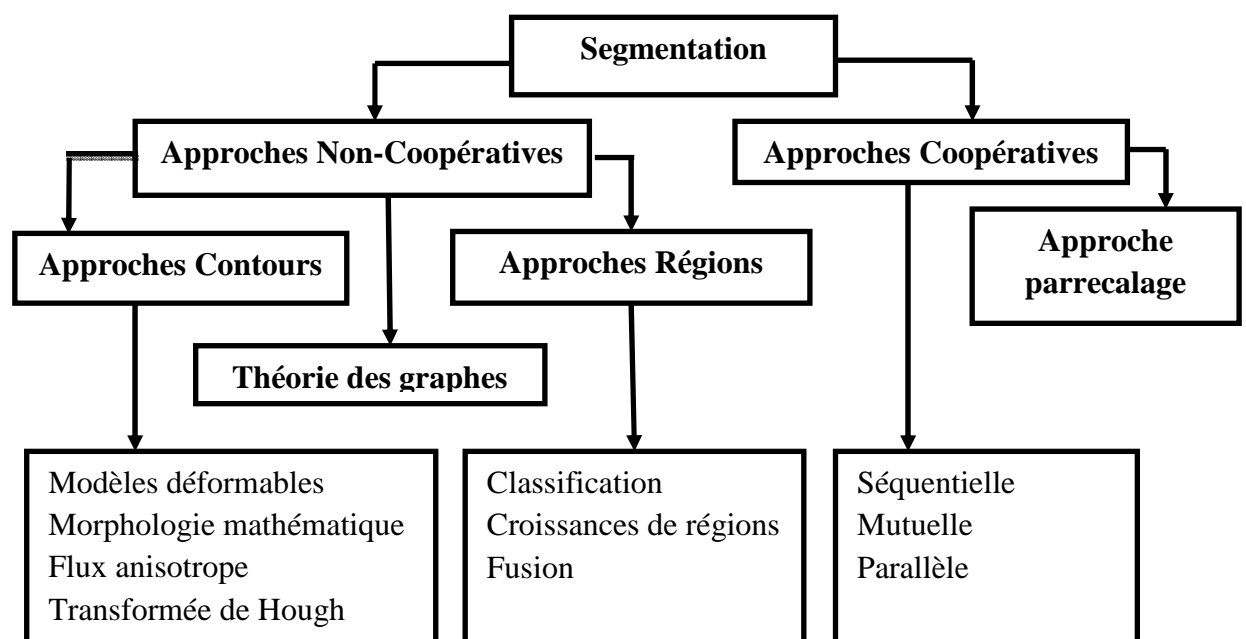 Segmentation
Approches Non-Coopératives
Approches Coopératives
Approches Contours
Approches Régions
Approche
parrecalage
Théorie des graphes
Modèles déformables
Morphologie mathématique
Flux anisotrope
Transformée de Hough
Classification
Croissances de régions
Fusion
Séquentielle
Mutuelle
Parallèle